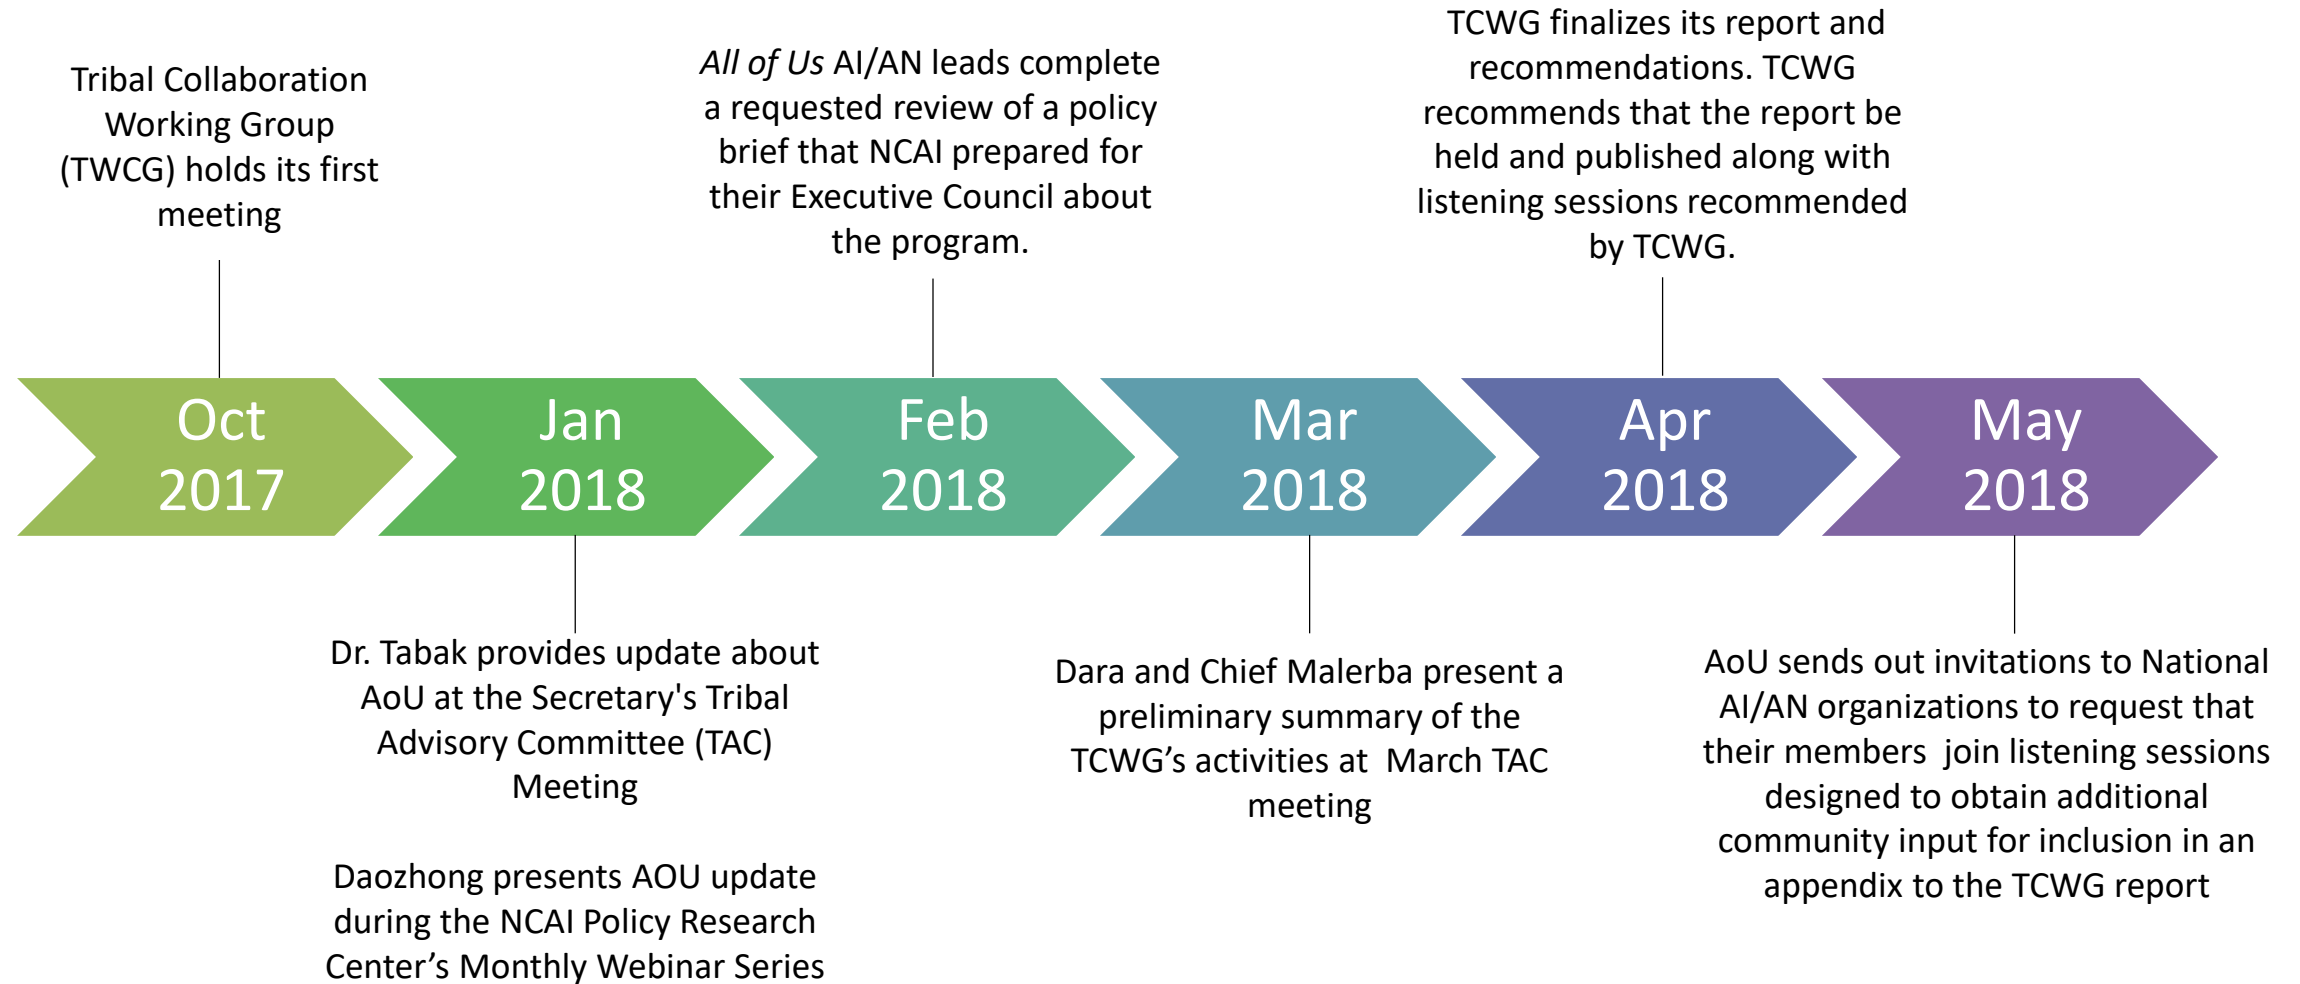 Tribal Collaboration
Working Group
(TWCG) holds its first
meeting
All of Us AI/AN leads complete
a requested review of a policy
brief that NCAI prepared for
their Executive Council about
the program.
TCWG finalizes its report and
recommendations. TCWG
recommends that the report be
held and published along with
listening sessions recommended
by TCWG.
Oct
2017
Jan
2018
Feb
2018
Mar
2018
Apr
2018
May
2018
Dr. Tabak provides update about
AoU at the Secretary's Tribal
Advisory Committee (TAC)
Meeting
Daozhong presents AOU update
during the NCAI Policy Research
Center’s Monthly Webinar Series
Dara and Chief Malerba present a
preliminary summary of the
TCWG’s activities at  March TAC
meeting
AoU sends out invitations to National
AI/AN organizations to request that
their members  join listening sessions
designed to obtain additional
community input for inclusion in an
appendix to the TCWG report